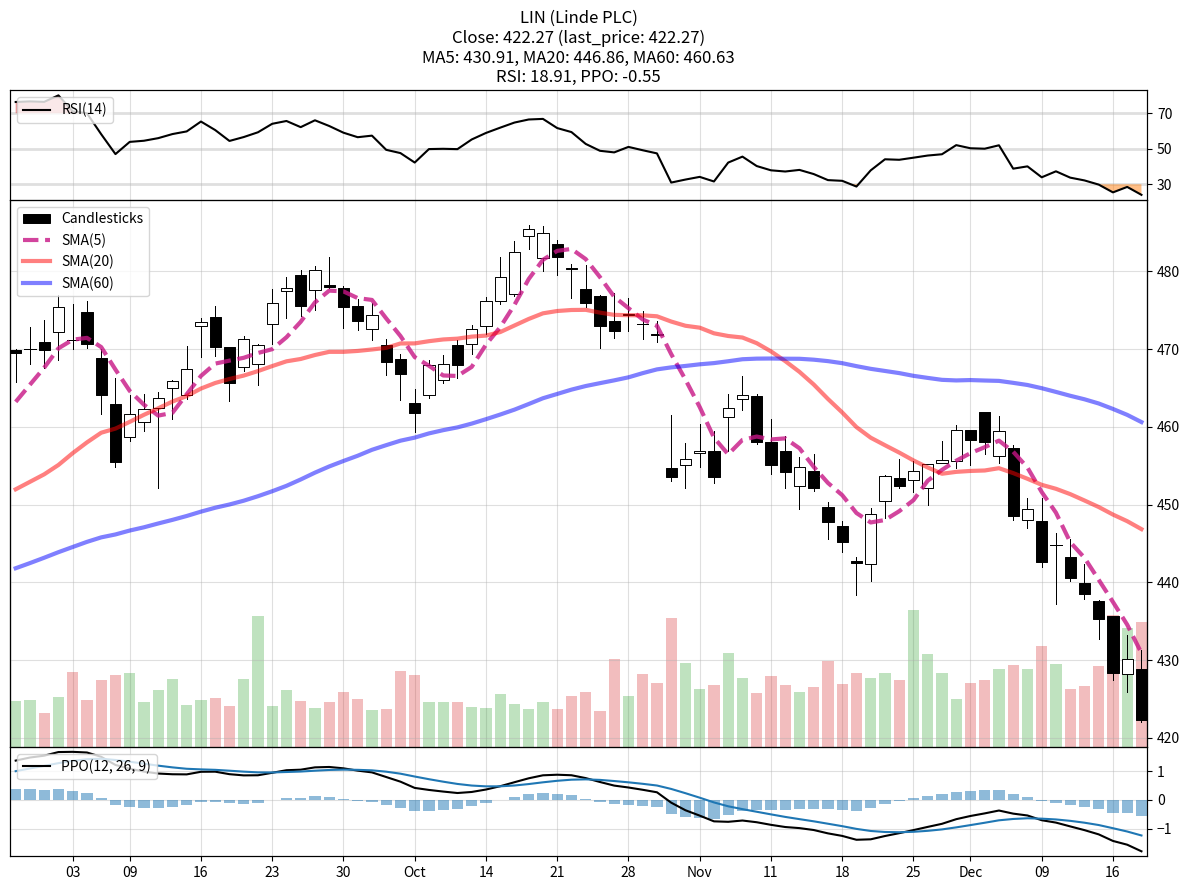 LIN (Linde PLC)
Close: 422.27 (last_price: 422.27)
MA5: 430.91, MA20: 446.86, MA60: 460.63
RSI: 18.91, PPO: -0.55
RSI(14)
70
50
30
Candlesticks
SMA(5)
SMA(20)
SMA(60)
480
470
460
450
440
430
420
PPO(12, 26, 9)
1
0
−1
03 09 16 23 30 Oct 14 21 28 Nov 11 18 25 Dec 09 16